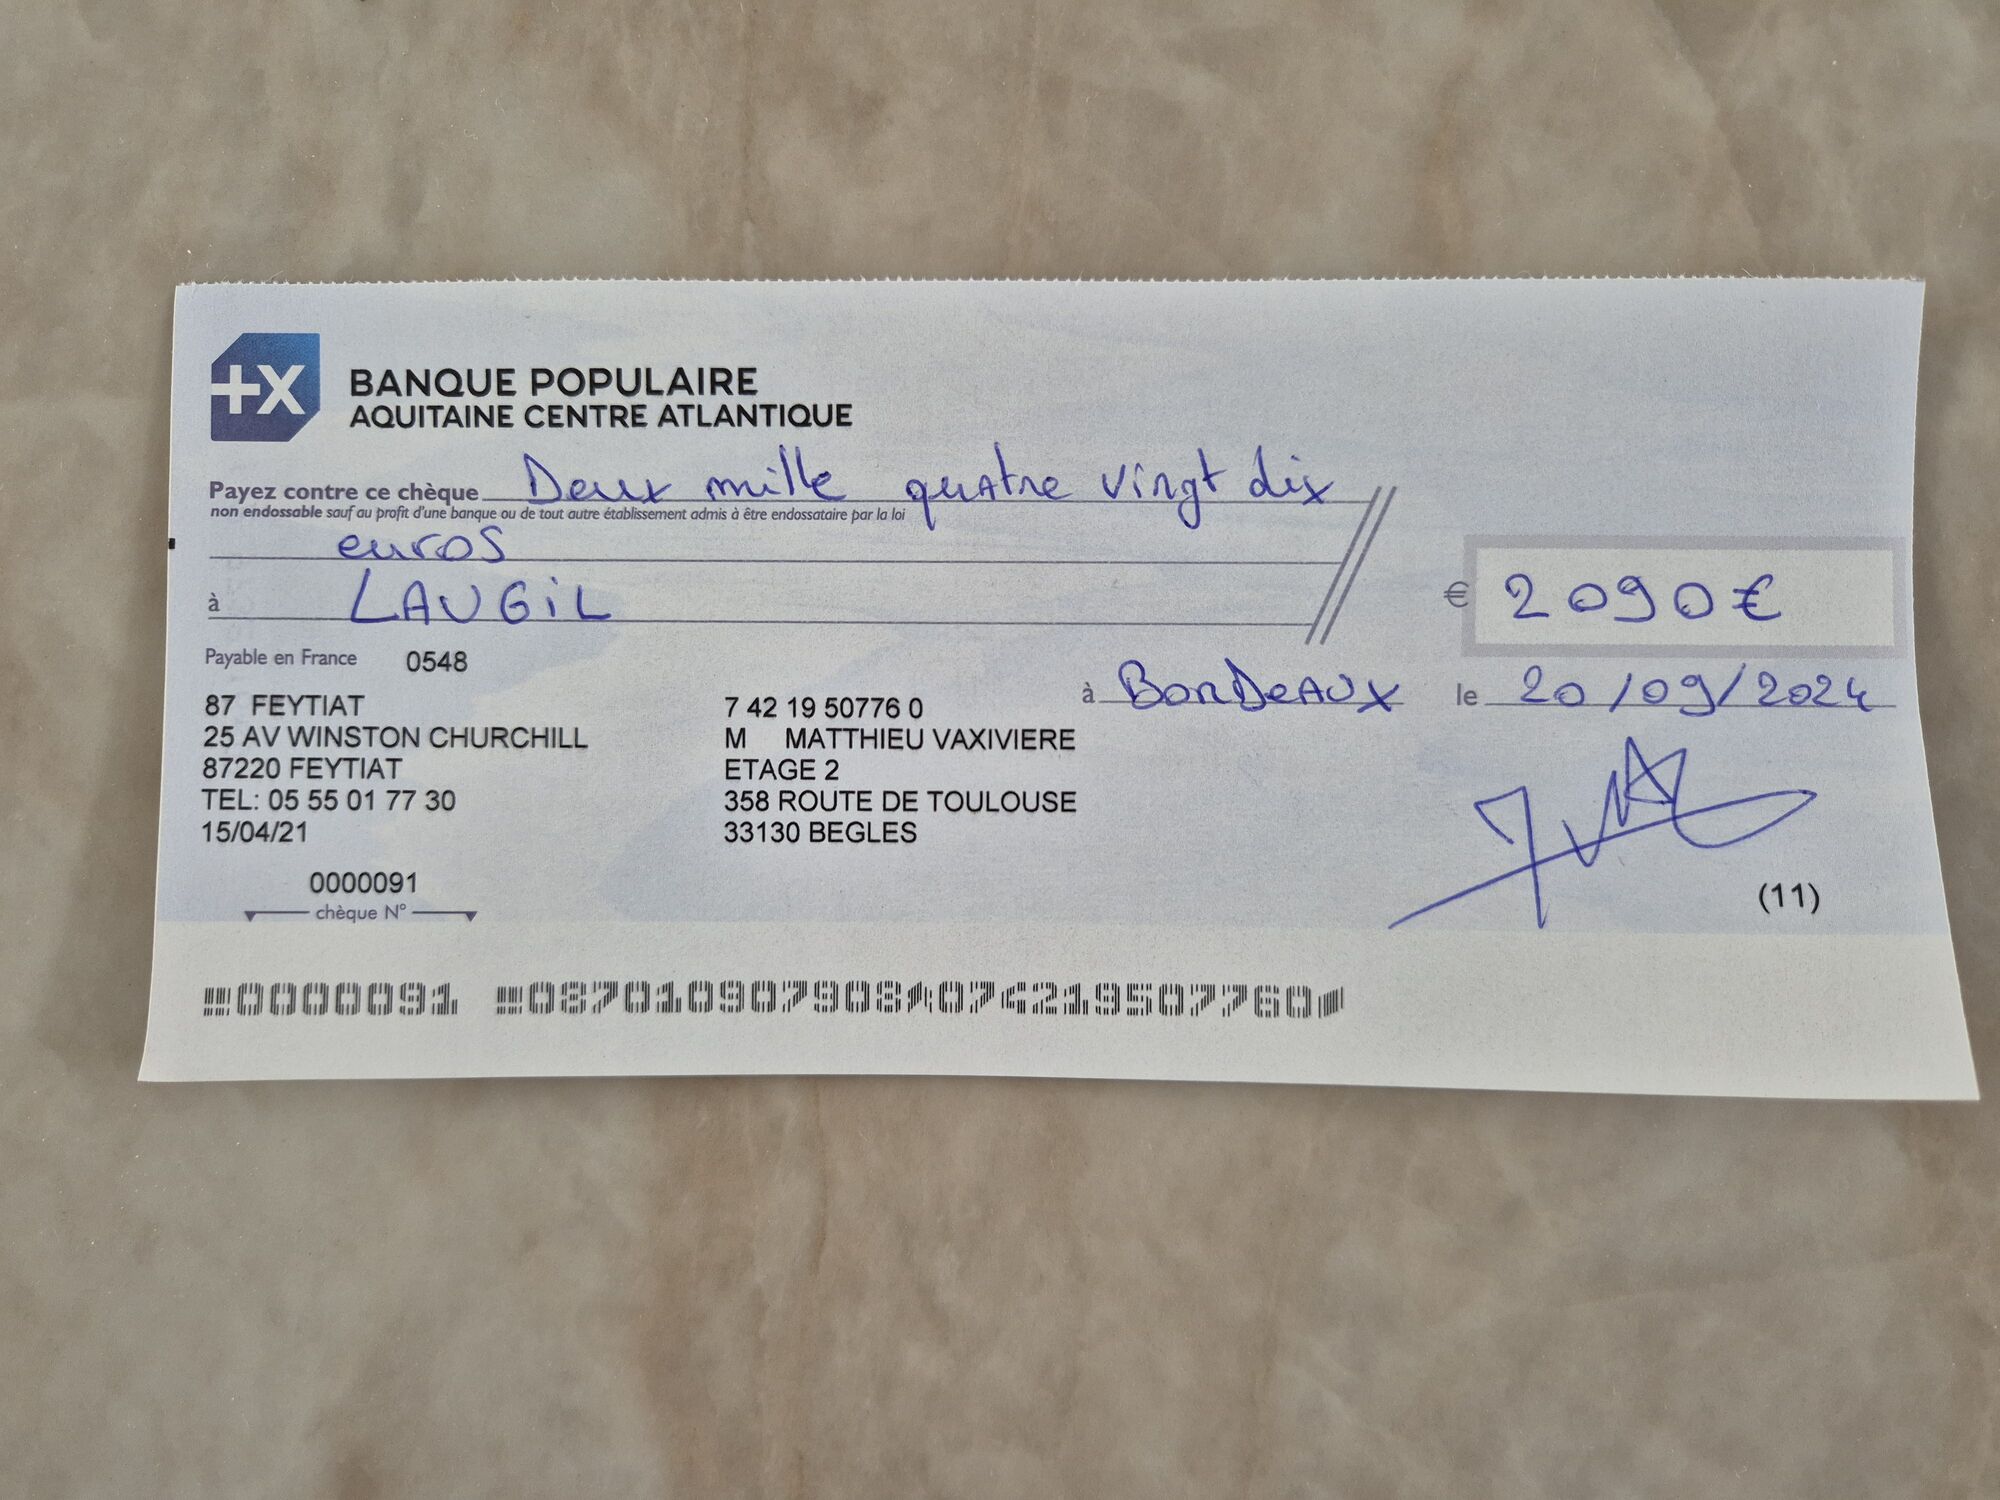 +X BANQUE POPULAIRE
AQUITAINE CENTRE ATLANTIQUE
Payez contre ce chèque Deux mille quatre vingt dix
non endossable sauf au profit d'une banque ou de tout autre établissement admis à être endossataire par la loi
euros
à LAUGIL
€ 2090€
Payable en France 0548
à BORDEAUX le 20/09/2024
87 FEYTIAT
25 AV WINSTON CHURCHILL
87220 FEYTIAT
TEL: 05 55 01 77 30
15/04/21
7 42 19 50776 0
M MATTHIEU VAXIVIERE
ETAGE 2
358 ROUTE DE TOULOUSE
33130 BEGLES
0000091
chèque N°
(11)
0000091 087010907908 074219507760